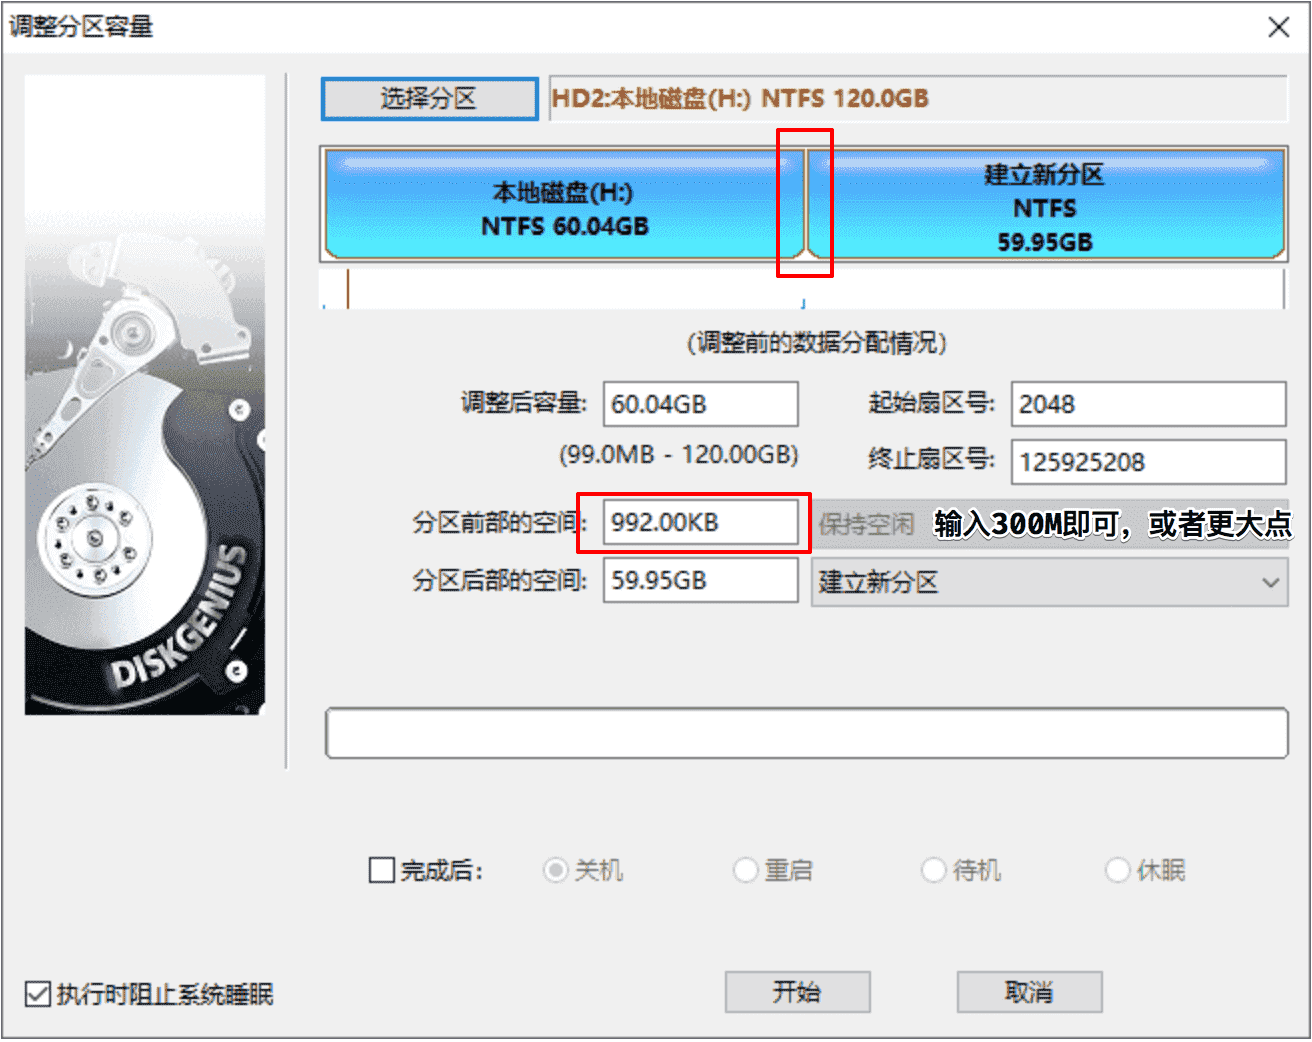 调整分区容量
选择分区
HD2:本地磁盘(H:) NTFS 120.0GB
本地磁盘(H:)
NTFS 60.04GB
建立新分区
NTFS
59.95GB
(调整前的数据分配情况)
调整后容量: 60.04GB
起始扇区号: 2048
(99.0MB - 120.00GB)
终止扇区号: 125925208
分区前部的空间: 992.00KB 保持空闲 输入300M即可，或者更大点
分区后部的空间: 59.95GB 建立新分区
DISKGENIUS
完成后: 关机 重启 待机 休眠
执行时阻止系统睡眠
开始 取消